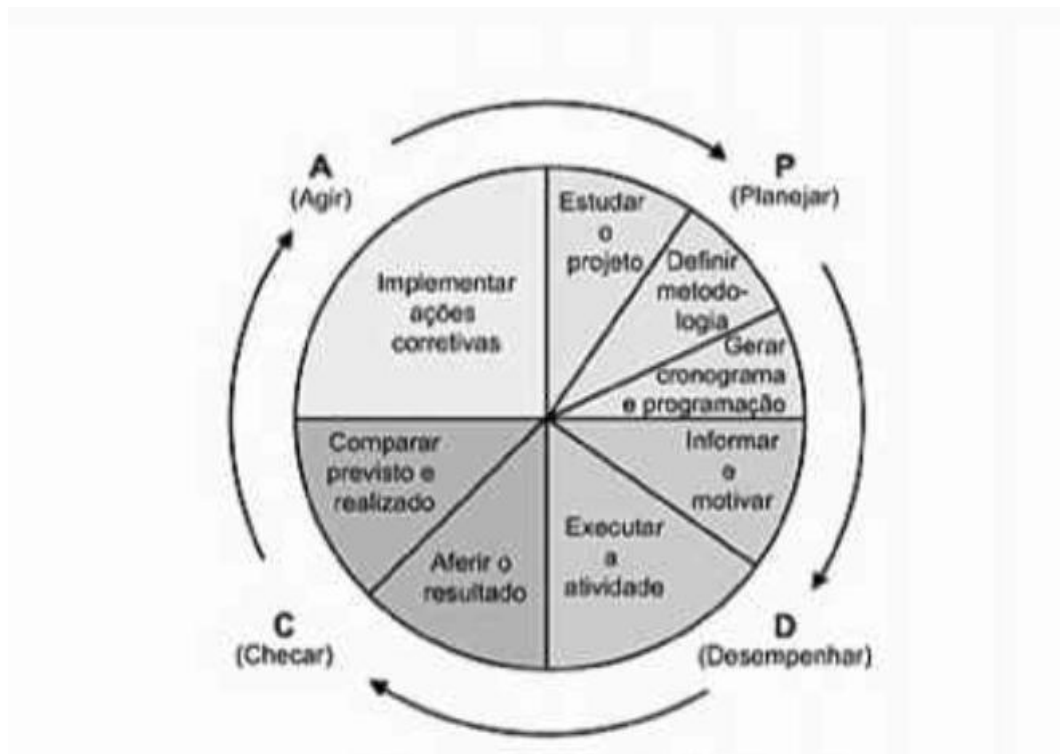 A
(Agir)
P
(Planejar)
Estudar
o
projeto
Definir
metodo-
logia
Gerar
cronograma
e programação
Informar
e
motivar
Executar
a
atividade
Aferir o
resultado
Comparar
previsto e
realizado
Implementar
ações
corretivas
C
(Checar)
D
(Desempenhar)